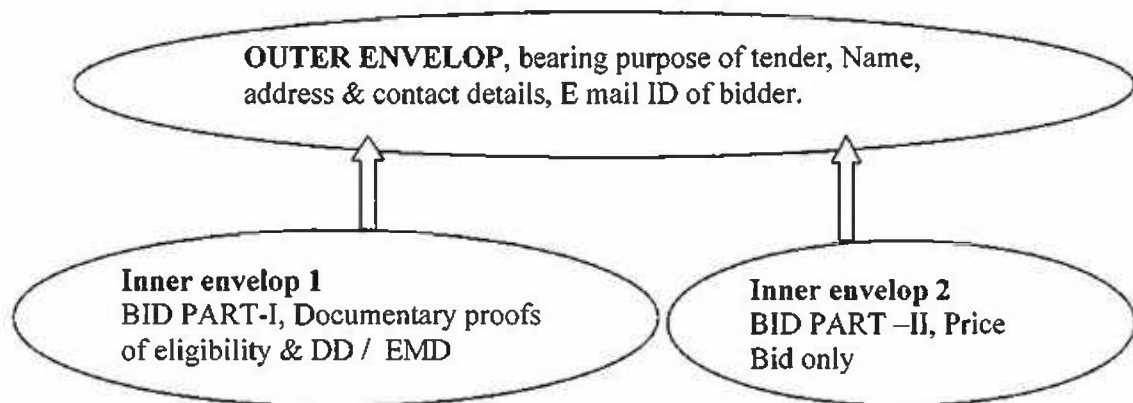 OUTER ENVELOP, bearing purpose of tender, Name,
address & contact details, E mail ID of bidder.
Inner envelop 1
BID PART-I, Documentary proofs
of eligibility & DD / EMD
Inner envelop 2
BID PART –II, Price
Bid only